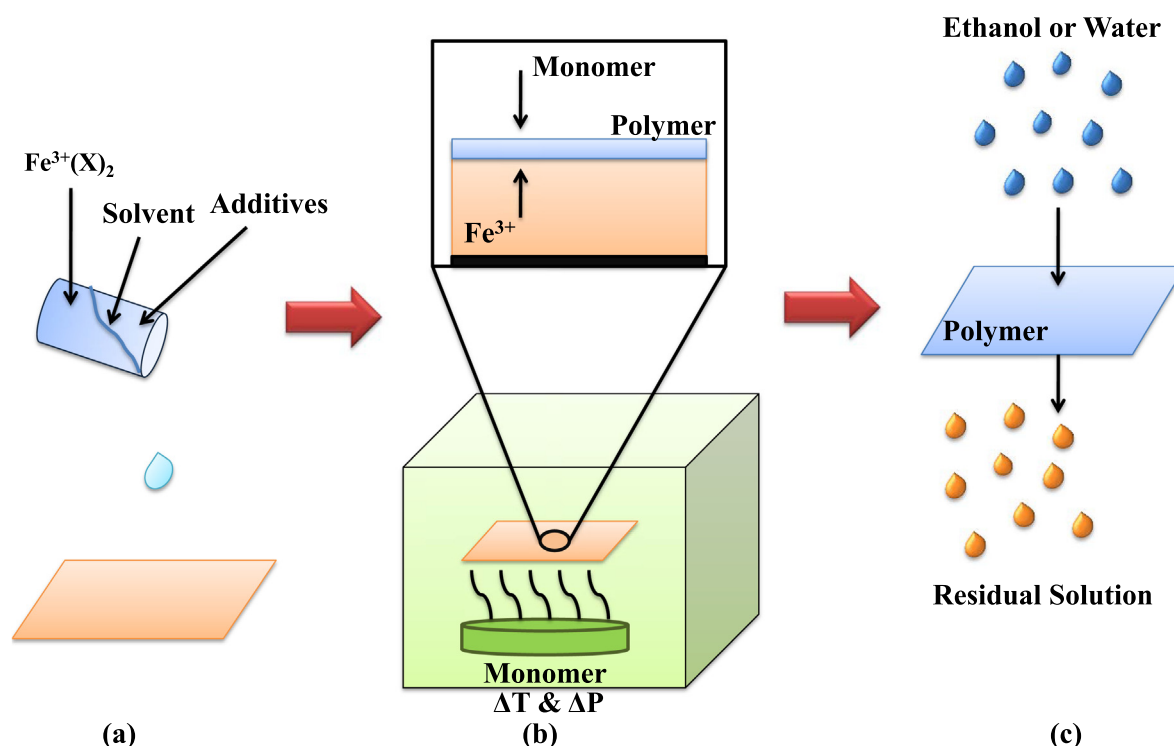 Fe³⁺(X)₂
Solvent
Additives
(a)
Monomer
Polymer
Fe³⁺
Monomer
ΔT & ΔP
(b)
Ethanol or Water
Polymer
Residual Solution
(c)